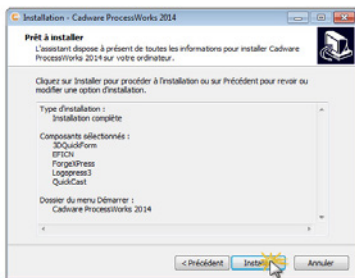 Installation - Cadware ProcessWorks 2014
Prêt à installer
L'assistant dispose à présent de toutes les informations pour installer Cadware
ProcessWorks 2014 sur votre ordinateur.
Cliquez sur Installer pour procéder à l'installation ou sur Précédent pour revoir ou
modifier une option d'installation.
Type d'installation :
Installation complète
Composants sélectionnés :
3DQuickForm
EFICN
ForgeXPress
Logopress3
QuickCast
Dossier du menu Démarrer :
Cadware ProcessWorks 2014
< Précédent
Install
Annuler